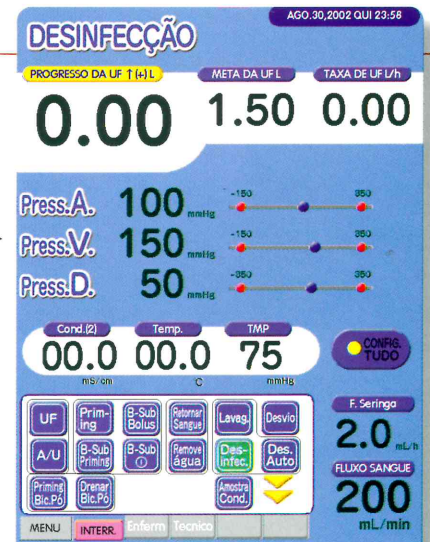 AGO.30,2002 QUI 23:58
DESINFECÇÃO
PROGRESSO DA UF ↑ (+) L META DA UF L TAXA DE UF L/h
0.00 1.50 0.00
Press.A. 100 mmHg -150 350
Press.V. 150 mmHg -150 350
Press.D. 50 mmHg -350 350
Cond.(2) Temp. TMP
00.0 00.0 75
mS/cm °C mmHg
CONFIG.
TUDO
F. Seringa
2.0 mL/h
FLUXO SANGUE
200
mL/min
UF Prim-ing B-Sub Bolus Retornar Sangue Lavag. Desvio
A/U B-Sub Priming B-Sub Remove água Des-infec. Des. Auto
Priming Bic.Pó Drenar Bic.Pó Amostra Cond.
MENU INTERR. Enferm Tecnico